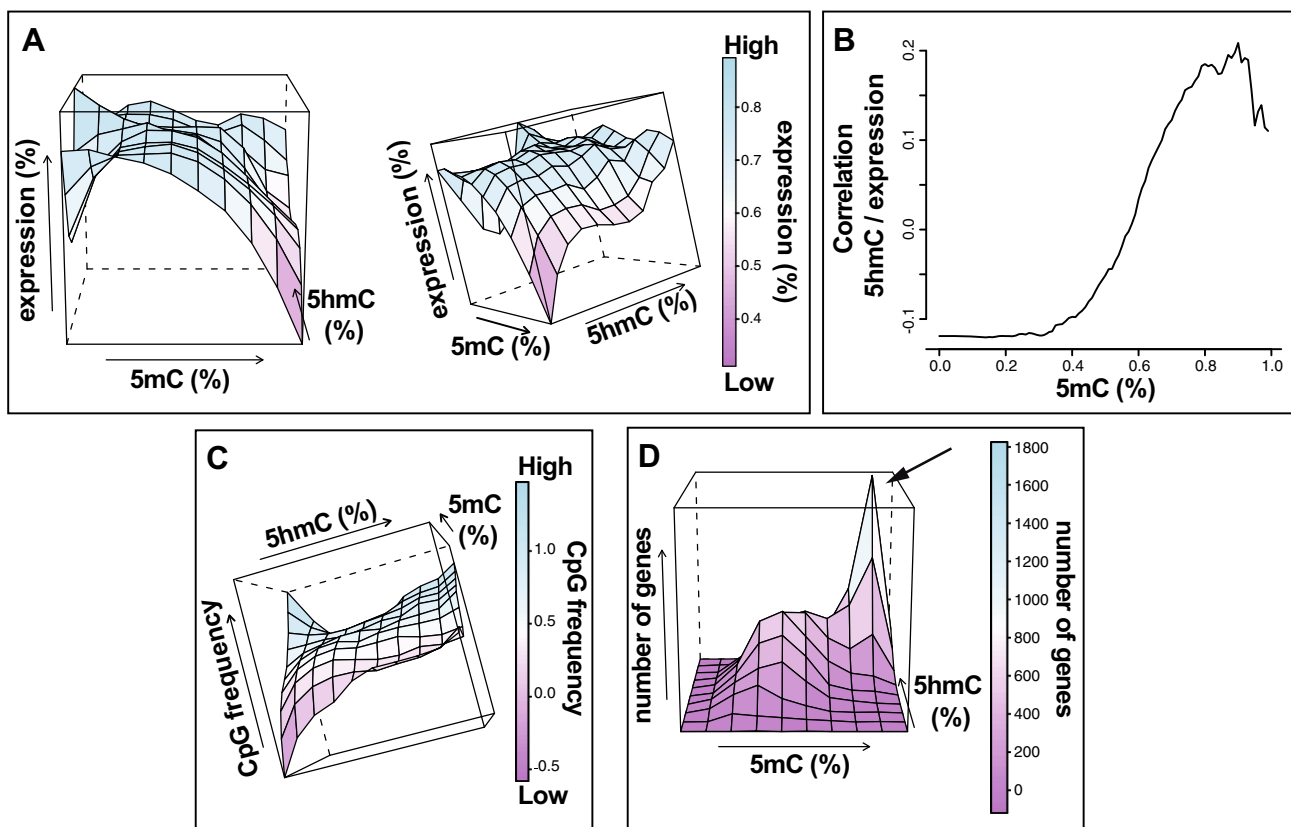 A
expression (%)
5mC (%)
5hmC
(%)
expression (%)
5mC (%)
5hmC (%)
High
0.8
0.7
0.6
0.5
0.4
Low
expression (%)
B
Correlation
5hmC / expression
0.2
0.1
0.0
-0.1
0.0 0.2 0.4 0.6 0.8 1.0
5mC (%)
C
5hmC (%)
5mC
(%)
CpG frequency
High
1.0
0.5
0.0
-0.5
Low
CpG frequency
D
number of genes
5mC (%)
5hmC
(%)
1800
1600
1400
1200
1000
800
600
400
200
0
number of genes